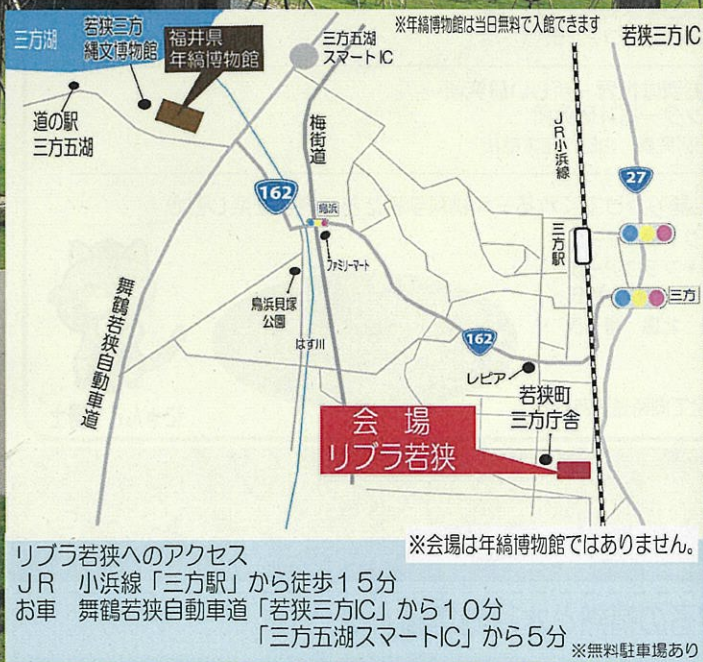 ※年縞博物館は当日無料で入館できます
三方湖
若狭三方
縄文博物館
福井県
年縞博物館
三方五湖
スマートIC
若狭三方IC
道の駅
三方五湖
梅街道
JR小浜線
27
162
鳥浜
ファミリーマート
三方駅
三方
鳥浜貝塚
公園
はす川
舞鶴若狭自動車道
162
レピア
若狭町
三方庁舎
会場
リブラ若狭
※会場は年縞博物館ではありません。
リブラ若狭へのアクセス
JR 小浜線「三方駅」から徒歩15分
お車 舞鶴若狭自動車道「若狭三方IC」から10分
「三方五湖スマートIC」から5分
※無料駐車場あり